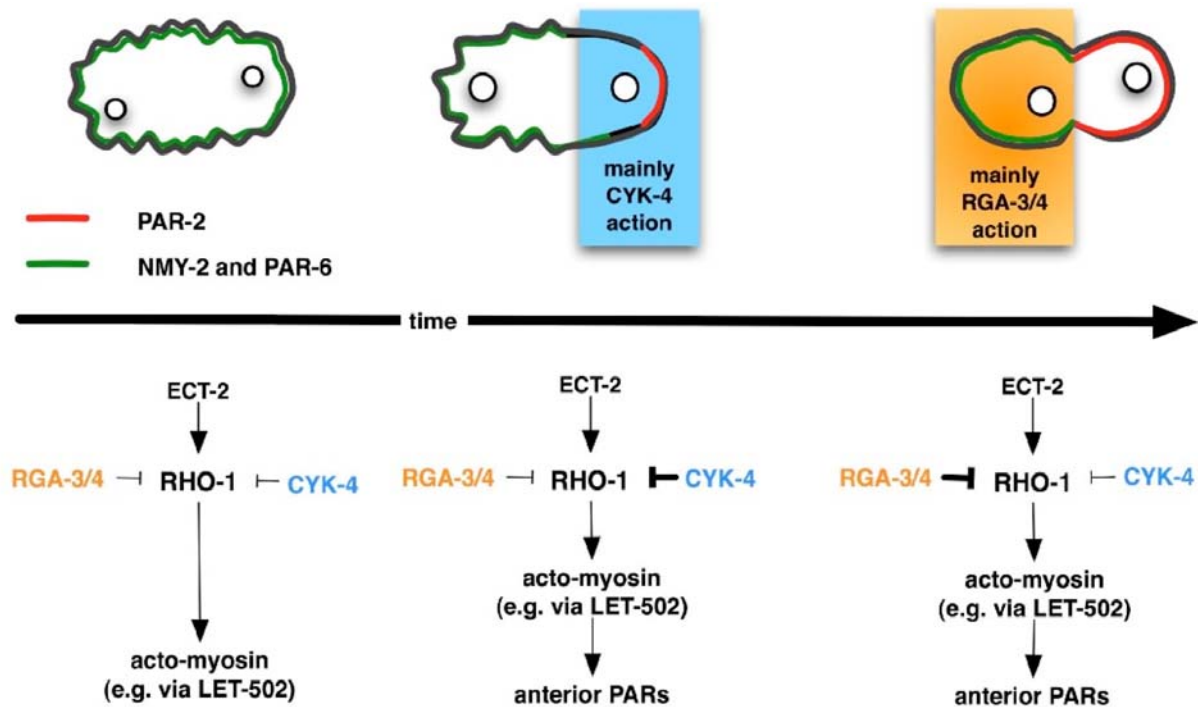 mainly
CYK-4
action
mainly
RGA-3/4
action
PAR-2
NMY-2 and PAR-6
time
ECT-2
RGA-3/4 RHO-1 CYK-4
acto-myosin
(e.g. via LET-502)
ECT-2
RGA-3/4 RHO-1 CYK-4
acto-myosin
(e.g. via LET-502)
anterior PARs
ECT-2
RGA-3/4 RHO-1 CYK-4
acto-myosin
(e.g. via LET-502)
anterior PARs